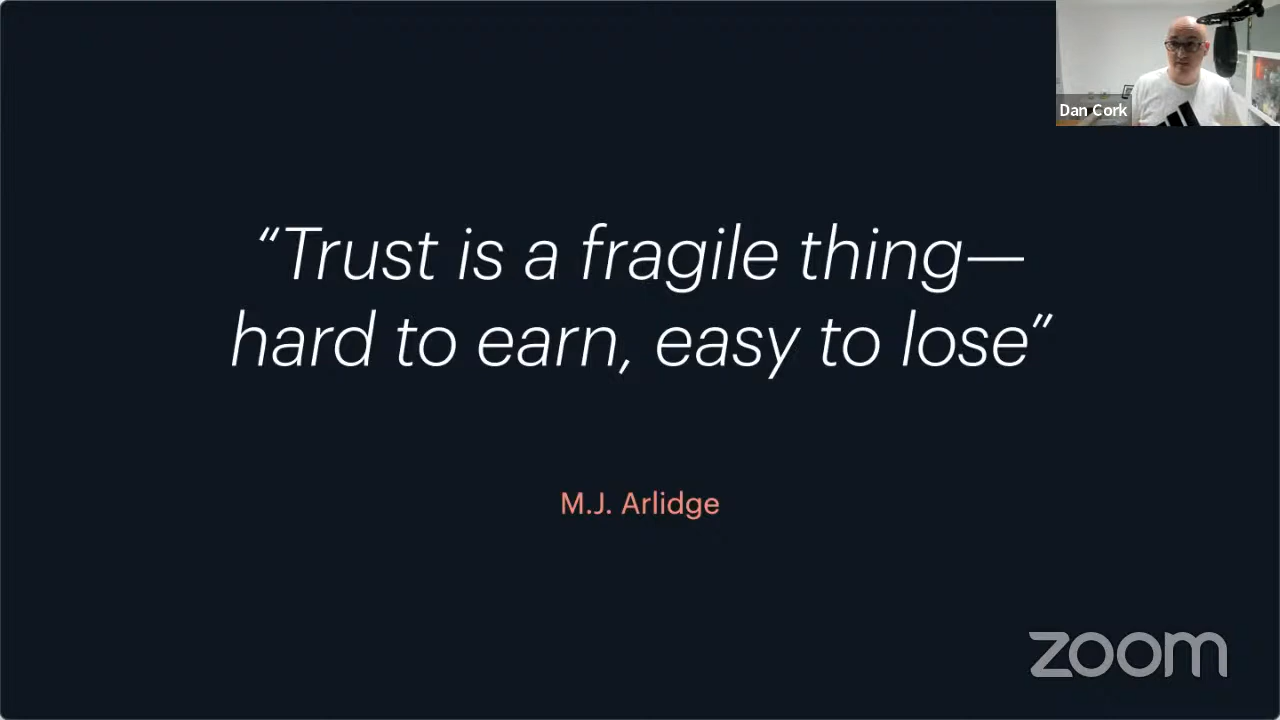 Dan Cork
“Trust is a fragile thing—
hard to earn, easy to lose”
M.J. Arlidge
zoom